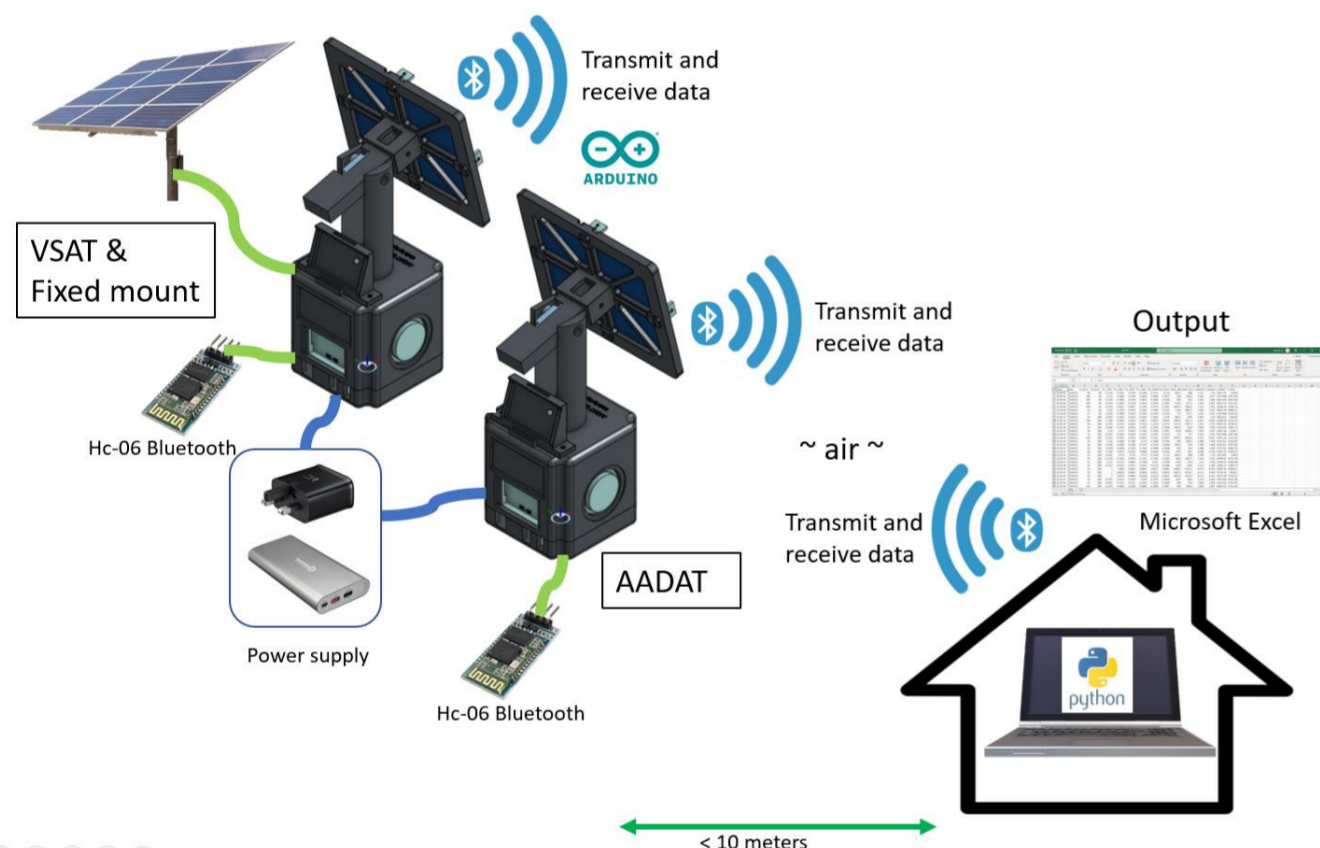 Transmit and
receive data
ARDUINO
VSAT &
Fixed mount
Transmit and
receive data
Output
Hc-06 Bluetooth
~ air ~
Microsoft Excel
Transmit and
receive data
AADAT
python
Power supply
Hc-06 Bluetooth
< 10 meters